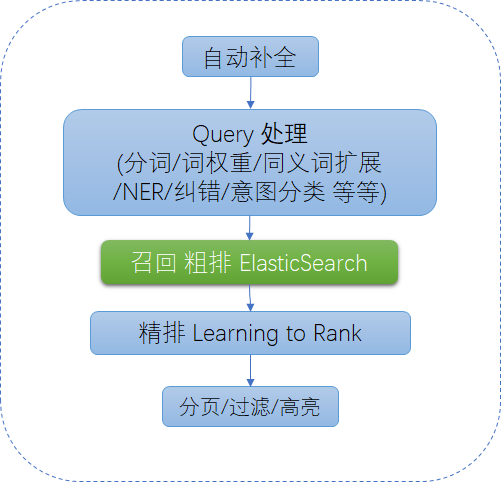 自动补全
Query 处理
(分词/词权重/同义词扩展
/NER/纠错/意图分类 等等)
召回 粗排 ElasticSearch
精排 Learning to Rank
分页/过滤/高亮